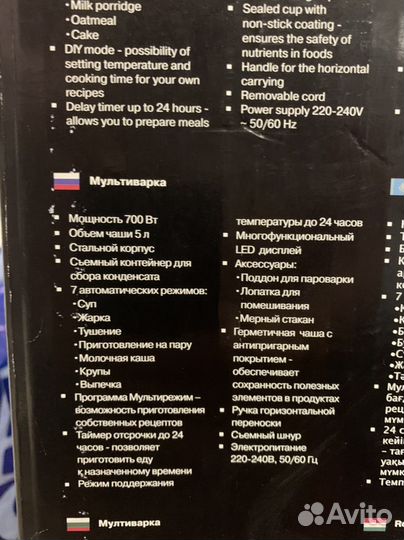 • Milk porridge
• Oatmeal
• Cake
▪ DIY mode - possibility of
setting temperature and
cooking time for your own
recipes
▪ Delay timer up to 24 hours -
allows you to prepare meals
▪ Sealed cup with
non-stick coating -
ensures the safety of
nutrients in foods
▪ Handle for the horizontal
carrying
▪ Removable cord
▪ Power supply 220-240V
~ 50/60 Hz
Мультиварка
▪ Мощность 700 Вт
▪ Объем чаши 5 л
▪ Стальной корпус
▪ Съемный контейнер для
сбора конденсата
▪ 7 автоматических режимов:
• Суп
• Жарка
• Тушение
• Приготовление на пару
• Молочная каша
• Крупы
• Выпечка
▪ Программа Мультирежим –
возможность приготовления
собственных рецептов
▪ Таймер отсрочки до 24
часов - позволяет
приготовить еду
к назначенному времени
▪ Режим поддержания
температуры до 24 часов
▪ Многофункциональный
LED дисплей
▪ Аксессуары:
• Поддон для пароварки
• Лопатка для
помешивания
• Мерный стакан
▪ Герметичная чаша с
антипригарным
покрытием -
обеспечивает
сохранность полезных
элементов в продуктах
▪ Ручка горизонтальной
переноски
▪ Съемный шнур
▪ Электропитание
220-240В, 50/60 Гц
Мултиварка
Avito